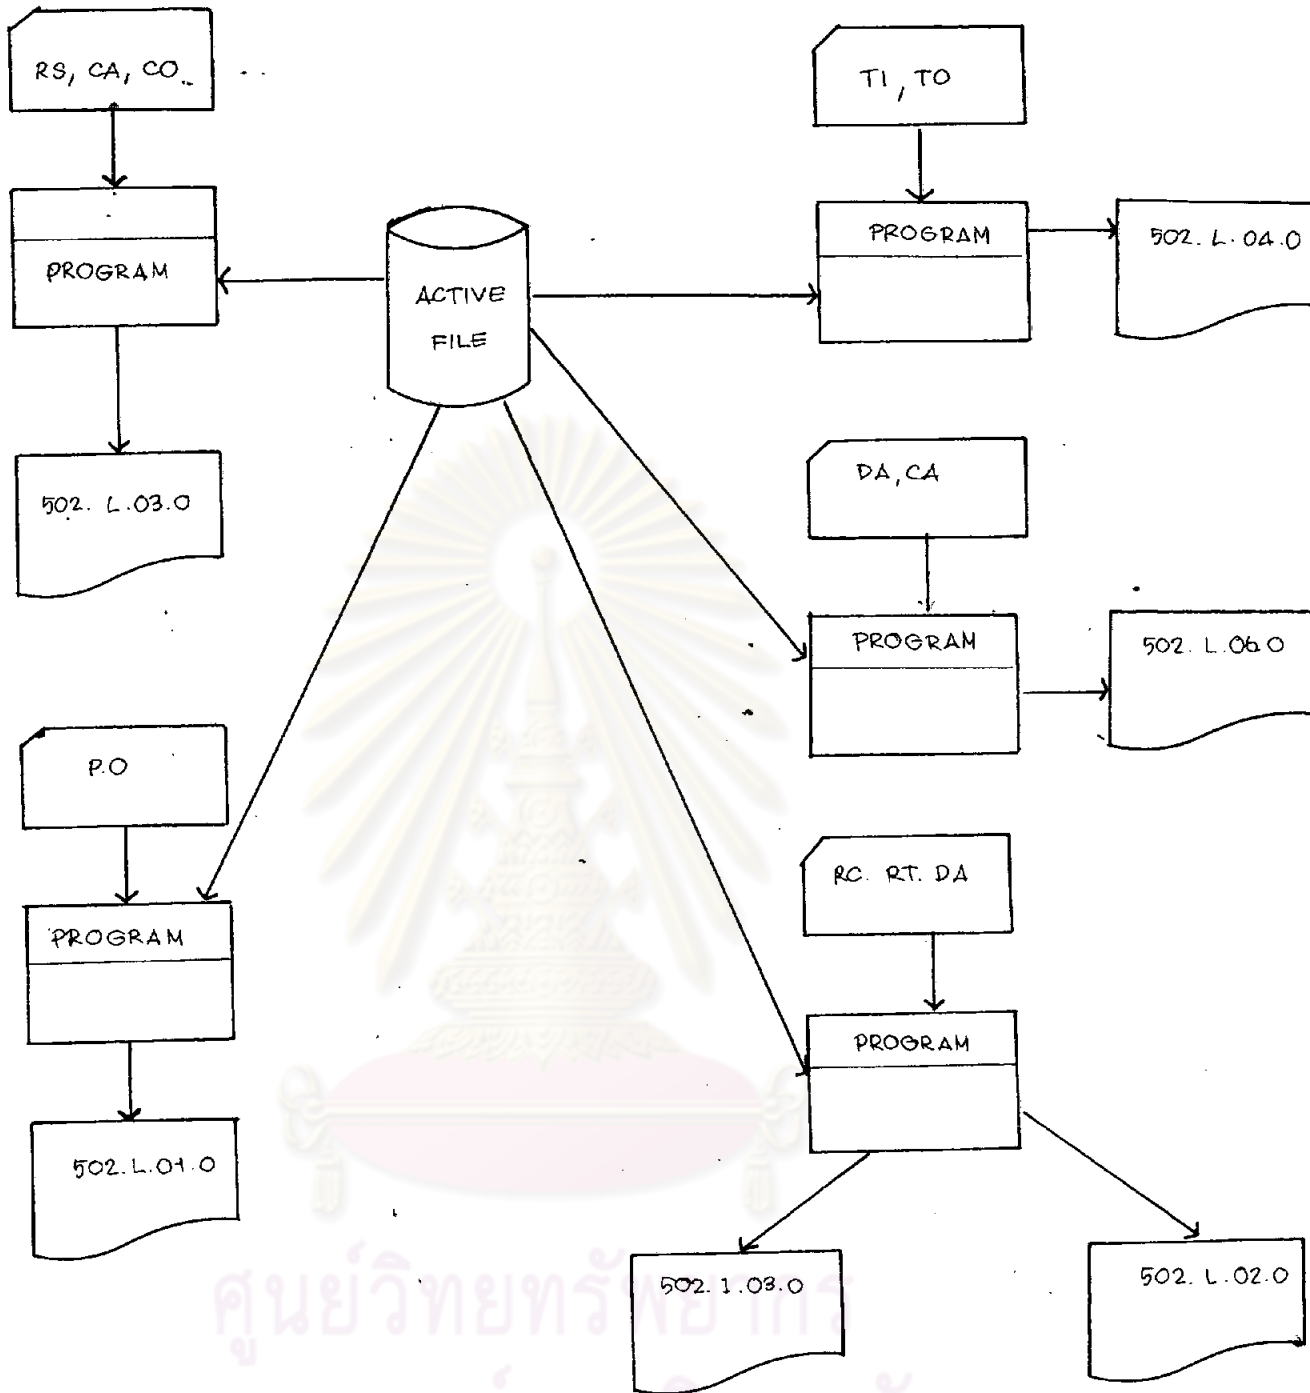 RS, CA, CO
TI, TO
PROGRAM
ACTIVE
FILE
PROGRAM
502. L. 04.0
502. L.03.0
DA, CA
PROGRAM
502. L.06.0
P.O
PROGRAM
RC. RT. DA
PROGRAM
502.L.01.0
502.I.03.0
502. L.02.0
ศูนย์วิทยทรัพยากร